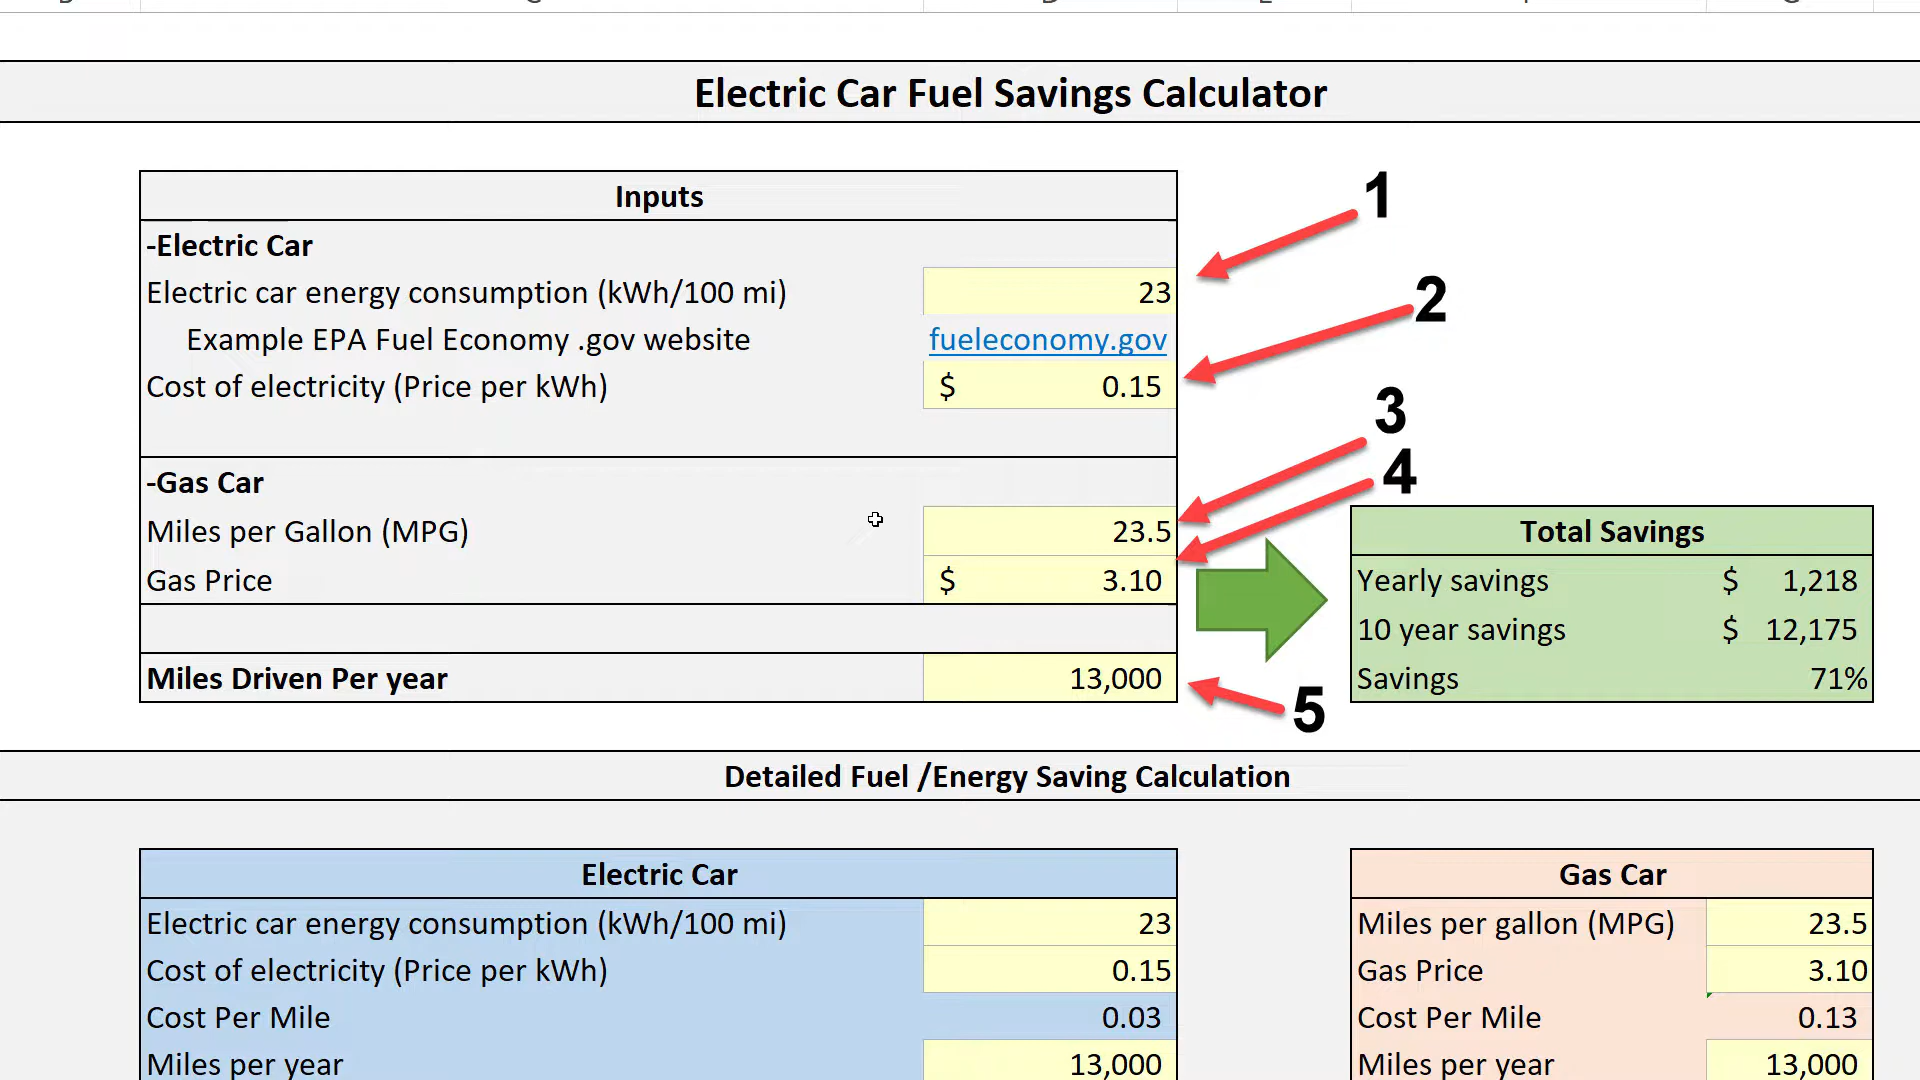 Electric Car Fuel Savings Calculator
Inputs
-Electric Car
Electric car energy consumption (kWh/100 mi) 23
Example EPA Fuel Economy .gov website fueleconomy.gov
Cost of electricity (Price per kWh) $ 0.15
-Gas Car
Miles per Gallon (MPG) 23.5
Gas Price $ 3.10
Miles Driven Per year 13,000
1
2
3
4
5
Total Savings
Yearly savings $ 1,218
10 year savings $ 12,175
Savings 71%
Detailed Fuel /Energy Saving Calculation
Electric Car
Electric car energy consumption (kWh/100 mi) 23
Cost of electricity (Price per kWh) 0.15
Cost Per Mile 0.03
Miles per year 13,000
Gas Car
Miles per gallon (MPG) 23.5
Gas Price 3.10
Cost Per Mile 0.13
Miles per year 13,000